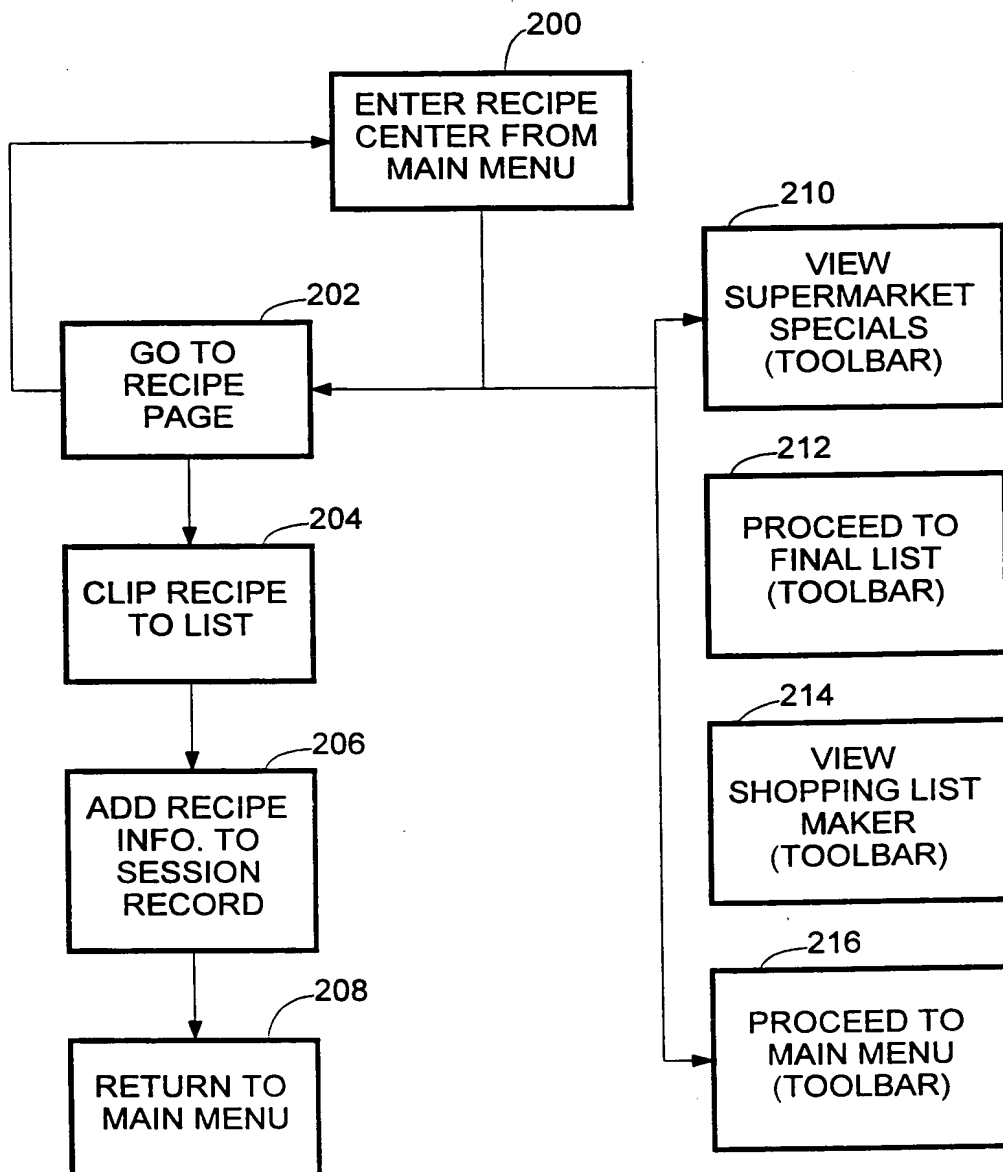 200
ENTER RECIPE
CENTER FROM
MAIN MENU
210
VIEW
SUPERMARKET
SPECIALS
(TOOLBAR)
202
GO TO
RECIPE
PAGE
212
PROCEED TO
FINAL LIST
(TOOLBAR)
204
CLIP RECIPE
TO LIST
214
VIEW
SHOPPING LIST
MAKER
(TOOLBAR)
206
ADD RECIPE
INFO. TO
SESSION
RECORD
216
PROCEED TO
MAIN MENU
(TOOLBAR)
208
RETURN TO
MAIN MENU